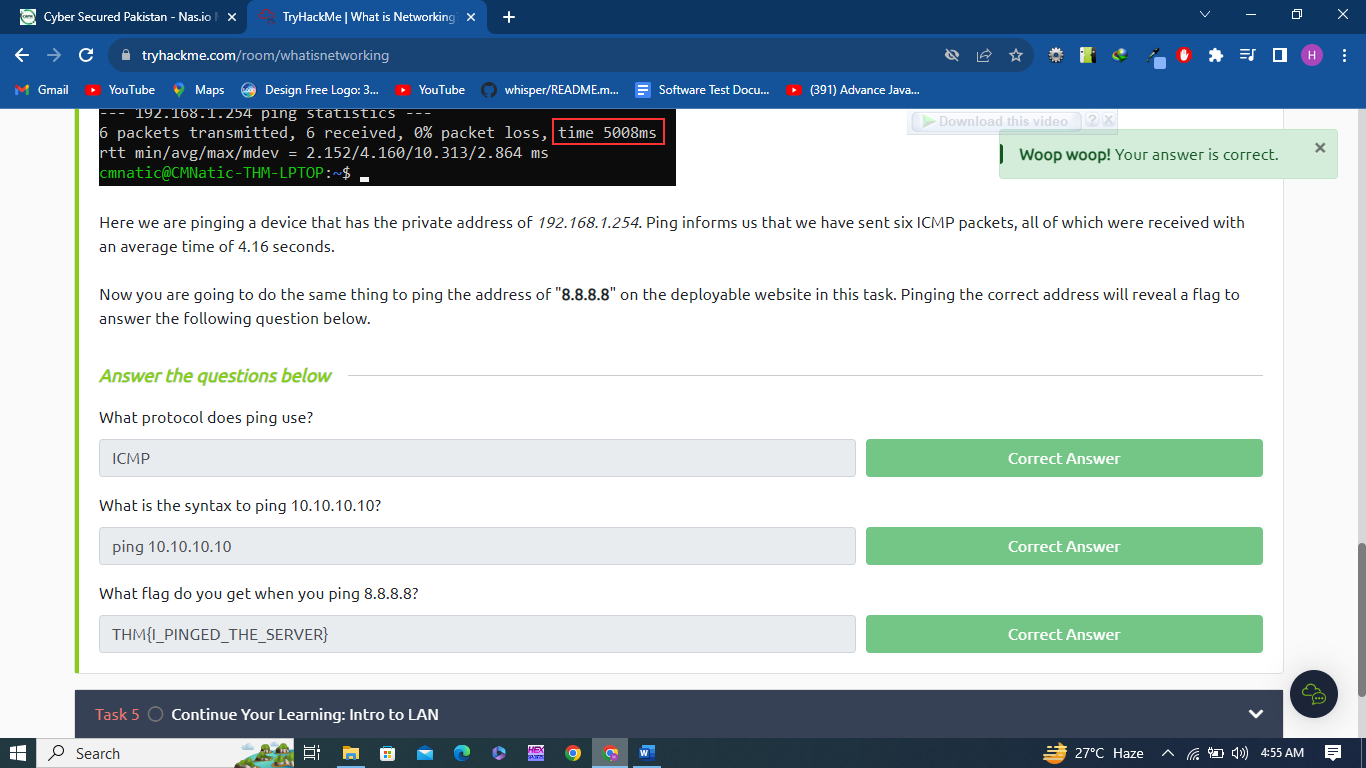 Cyber Secured Pakistan - Nas.io
TryHackMe | What is Networking?
tryhackme.com/room/whatisnetworking
H
Gmail YouTube Maps Design Free Logo: 3... YouTube whisper/README.m... Software Test Docu... (391) Advance Java...
--- 192.168.1.254 ping statistics ---
6 packets transmitted, 6 received, 0% packet loss, time 5008ms
rtt min/avg/max/mdev = 2.152/4.160/10.313/2.864 ms
cmnatic@CMNatic-THM-LPTOP:~$
Download this video ?
Woop woop! Your answer is correct.
Here we are pinging a device that has the private address of 192.168.1.254. Ping informs us that we have sent six ICMP packets, all of which were received with
an average time of 4.16 seconds.
Now you are going to do the same thing to ping the address of "8.8.8.8" on the deployable website in this task. Pinging the correct address will reveal a flag to
answer the following question below.
Answer the questions below
What protocol does ping use?
ICMP
Correct Answer
What is the syntax to ping 10.10.10.10?
ping 10.10.10.10
Correct Answer
What flag do you get when you ping 8.8.8.8?
THM{I_PINGED_THE_SERVER}
Correct Answer
Task 5 Continue Your Learning: Intro to LAN
Search
HEX
27°C Haze
4:55 AM